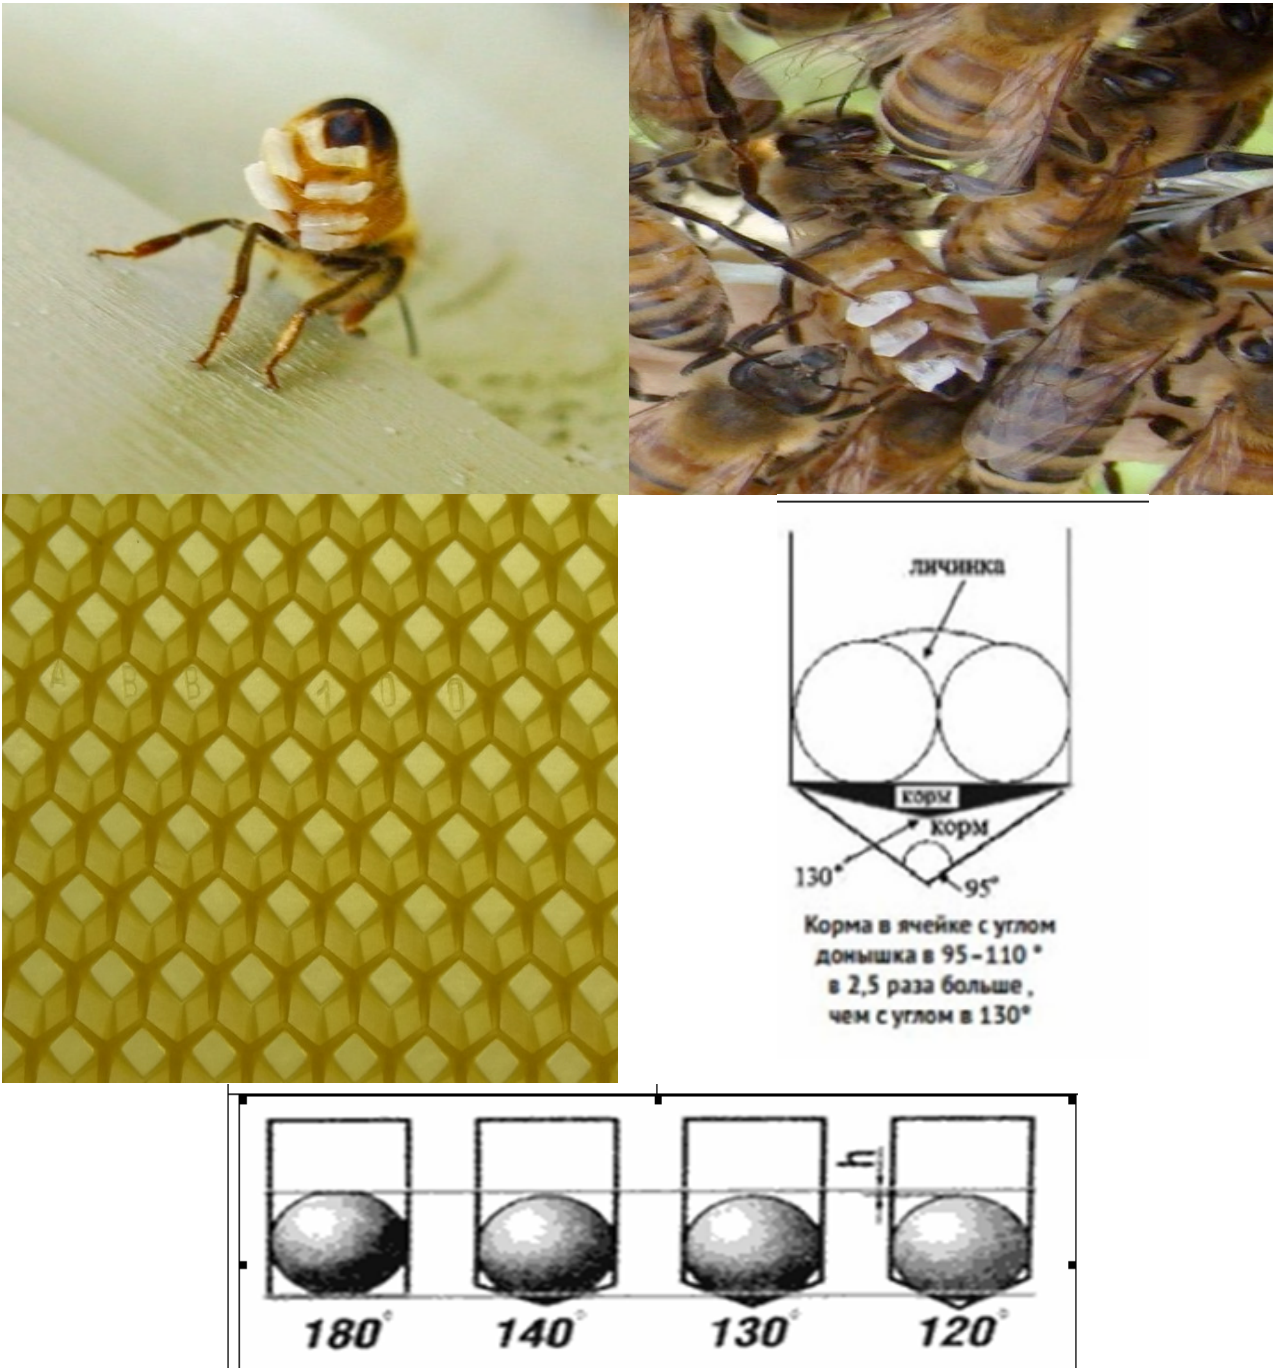 А В В 1 0 0
личинка
корм
корм
130°
95°
Корма в ячейке с углом
донышка в 95-110 °
в 2,5 раза больше ,
чем с углом в 130°
h
180° 140° 130° 120°